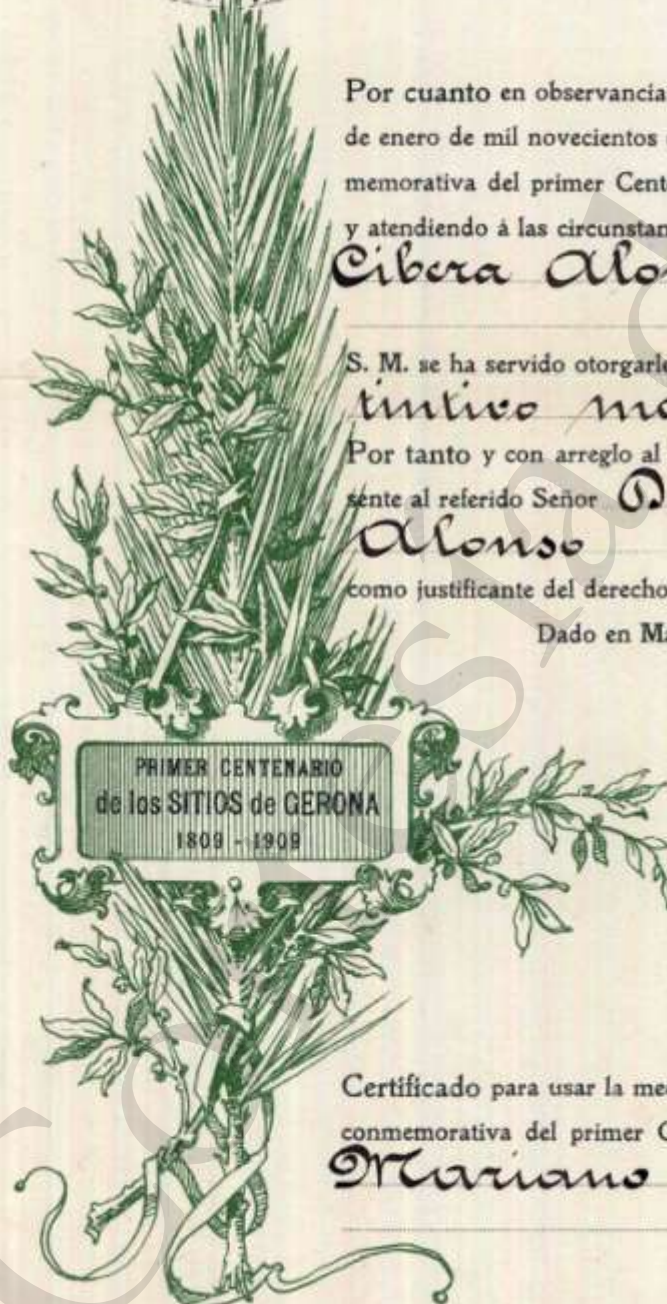 Por cuanto en observancia
de enero de mil novecientos
memorativa del primer Cent
y atendiendo á las circunstan
Cibera Alo
S. M. se ha servido otorgarle
tintivo me
Por tanto y con arreglo al
sente al referido Señor D
Alonso
como justificante del derecho
Dado en Ma
PRIMER CENTENARIO
de los SITIOS de GERONA
1809 - 1909
Certificado para usar la med
conmemorativa del primer C
Mariano